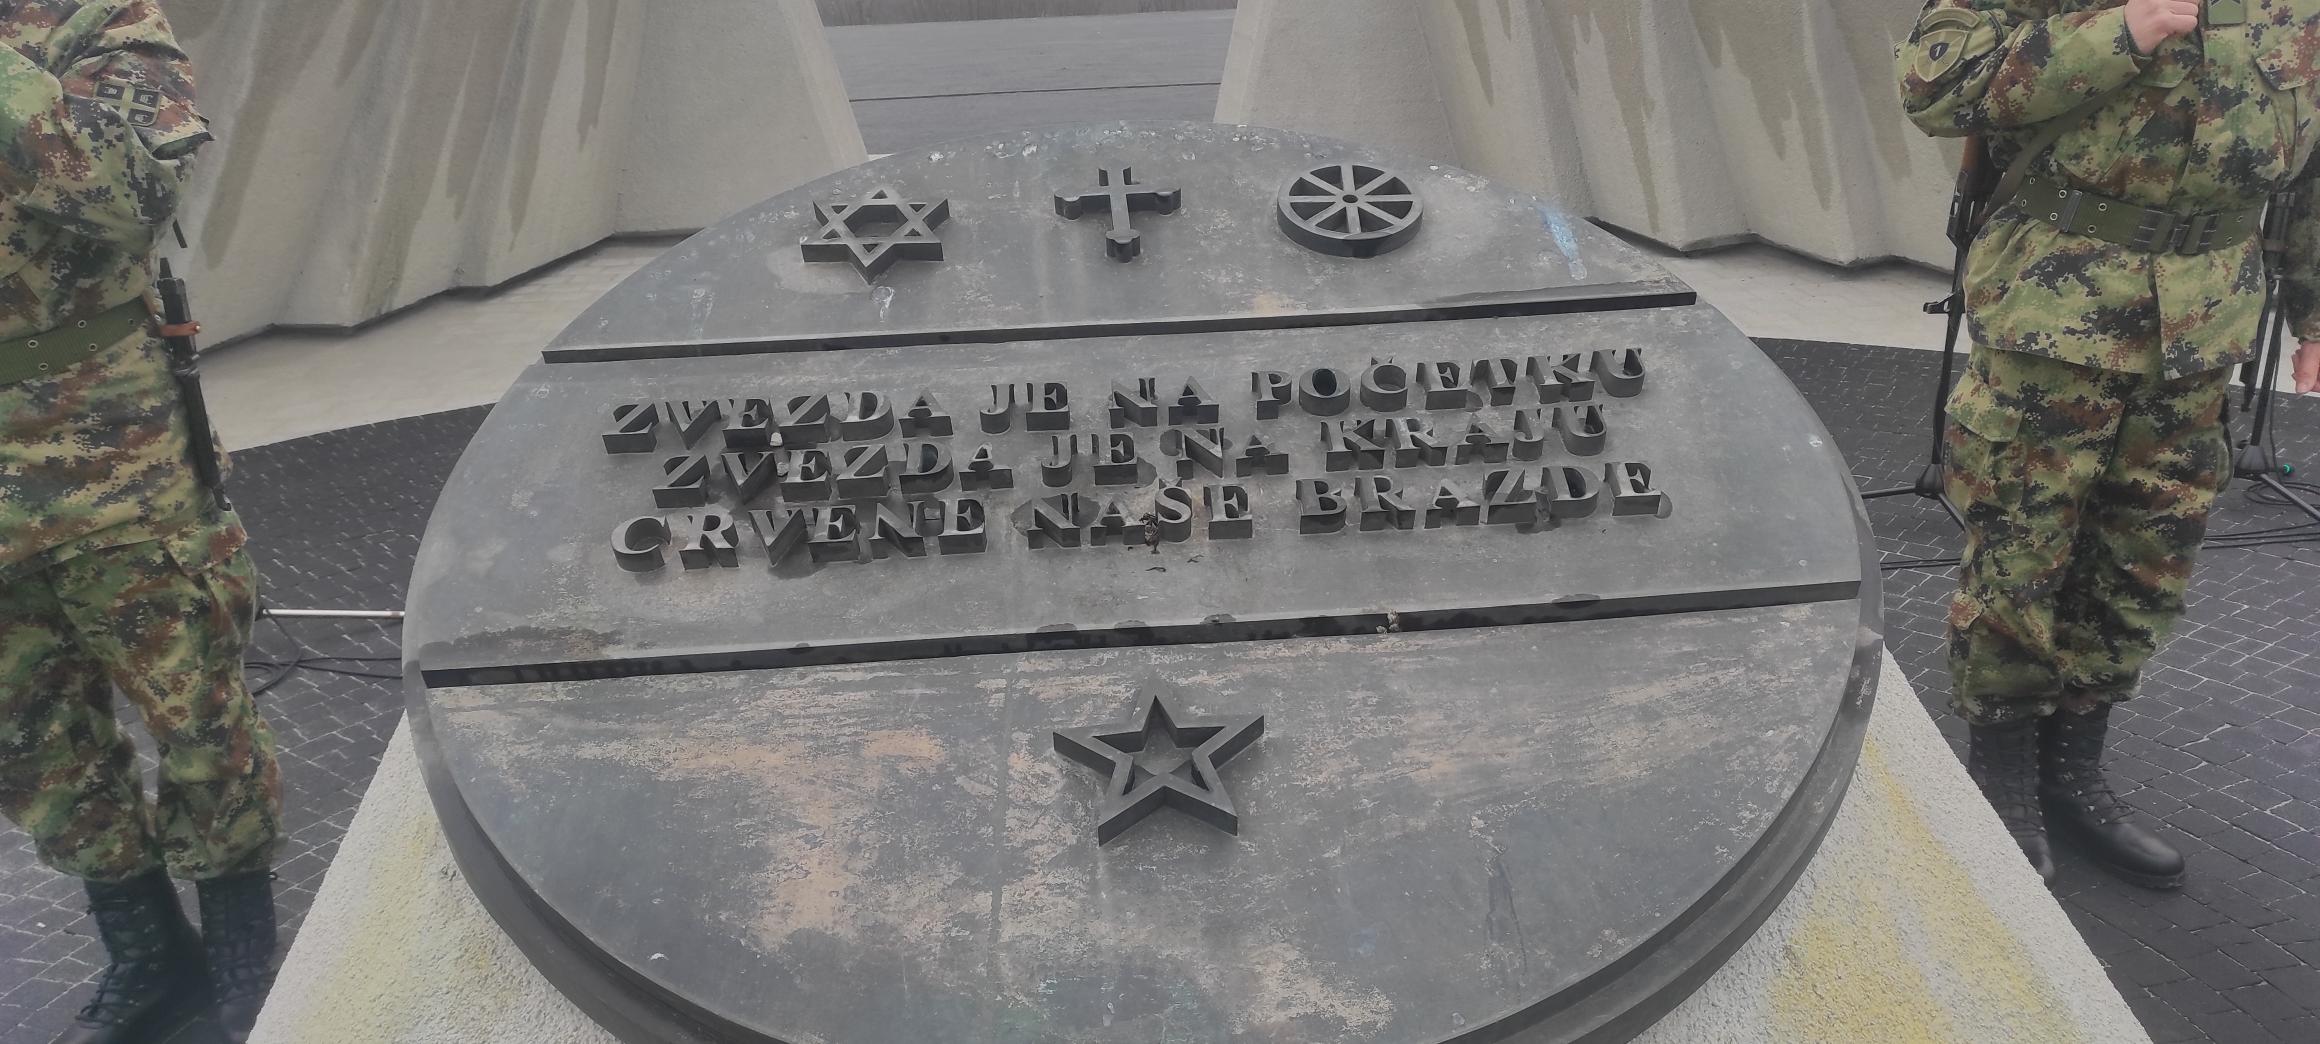 ZVEZDA JE NA POČETKU
ZVEZDA JE NA KRAJU
CRVENE NAŠE BRAZDE